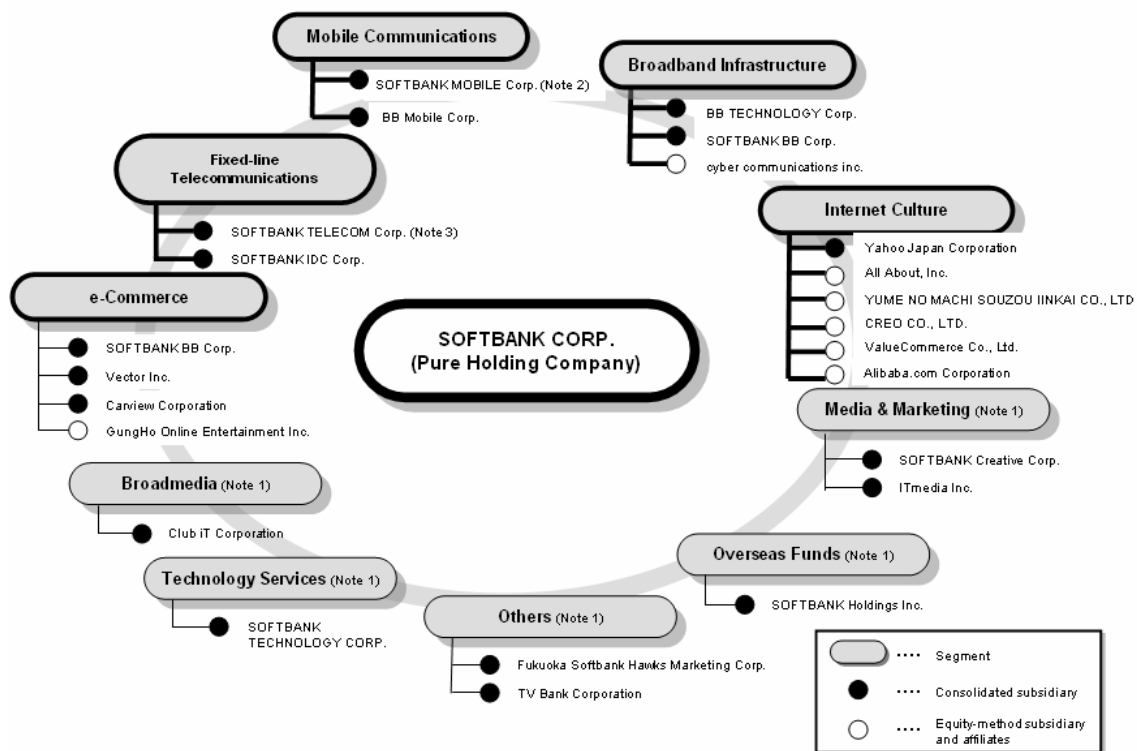 Mobile Communications
SOFTBANK MOBILE Corp. (Note 2)
BB Mobile Corp.
Broadband Infrastructure
BB TECHNOLOGY Corp.
SOFTBANK BB Corp.
cyber communications inc.
Fixed-line
Telecommunications
SOFTBANK TELECOM Corp. (Note 3)
SOFTBANK IDC Corp.
Internet Culture
Yahoo Japan Corporation
All About, Inc.
YUME NO MACHI SOUZOU IINKAI CO., LTD
CREO CO., LTD.
ValueCommerce Co., Ltd.
Alibaba.com Corporation
e-Commerce
SOFTBANK BB Corp.
Vector Inc.
Carview Corporation
GungHo Online Entertainment Inc.
SOFTBANK CORP.
(Pure Holding Company)
Media & Marketing (Note 1)
SOFTBANK Creative Corp.
ITmedia Inc.
Broadmedia (Note 1)
Club iT Corporation
Overseas Funds (Note 1)
SOFTBANK Holdings Inc.
Technology Services (Note 1)
SOFTBANK
TECHNOLOGY CORP.
Others (Note 1)
Fukuoka Softbank Hawks Marketing Corp.
TV Bank Corporation
···· Segment
···· Consolidated subsidiary
···· Equity-method subsidiary
and affiliates